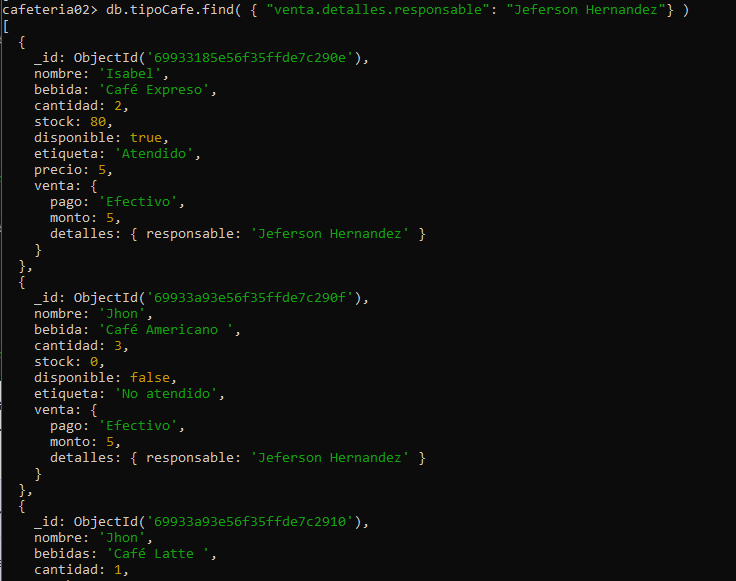 cafeteria02> db.tipoCafe.find( { "venta.detalles.responsable": "Jeferson Hernandez"} )
[
  {
    _id: ObjectId('69933185e56f35ffde7c290e'),
    nombre: 'Isabel',
    bebida: 'Café Expreso',
    cantidad: 2,
    stock: 80,
    disponible: true,
    etiqueta: 'Atendido',
    precio: 5,
    venta: {
      pago: 'Efectivo',
      monto: 5,
      detalles: { responsable: 'Jeferson Hernandez' }
    }
  },
  {
    _id: ObjectId('69933a93e56f35ffde7c290f'),
    nombre: 'Jhon',
    bebida: 'Café Americano ',
    cantidad: 3,
    stock: 0,
    disponible: false,
    etiqueta: 'No atendido',
    venta: {
      pago: 'Efectivo',
      monto: 5,
      detalles: { responsable: 'Jeferson Hernandez' }
    }
  },
  {
    _id: ObjectId('69933a93e56f35ffde7c2910'),
    nombre: 'Jhon',
    bebidas: 'Café Latte ',
    cantidad: 1,